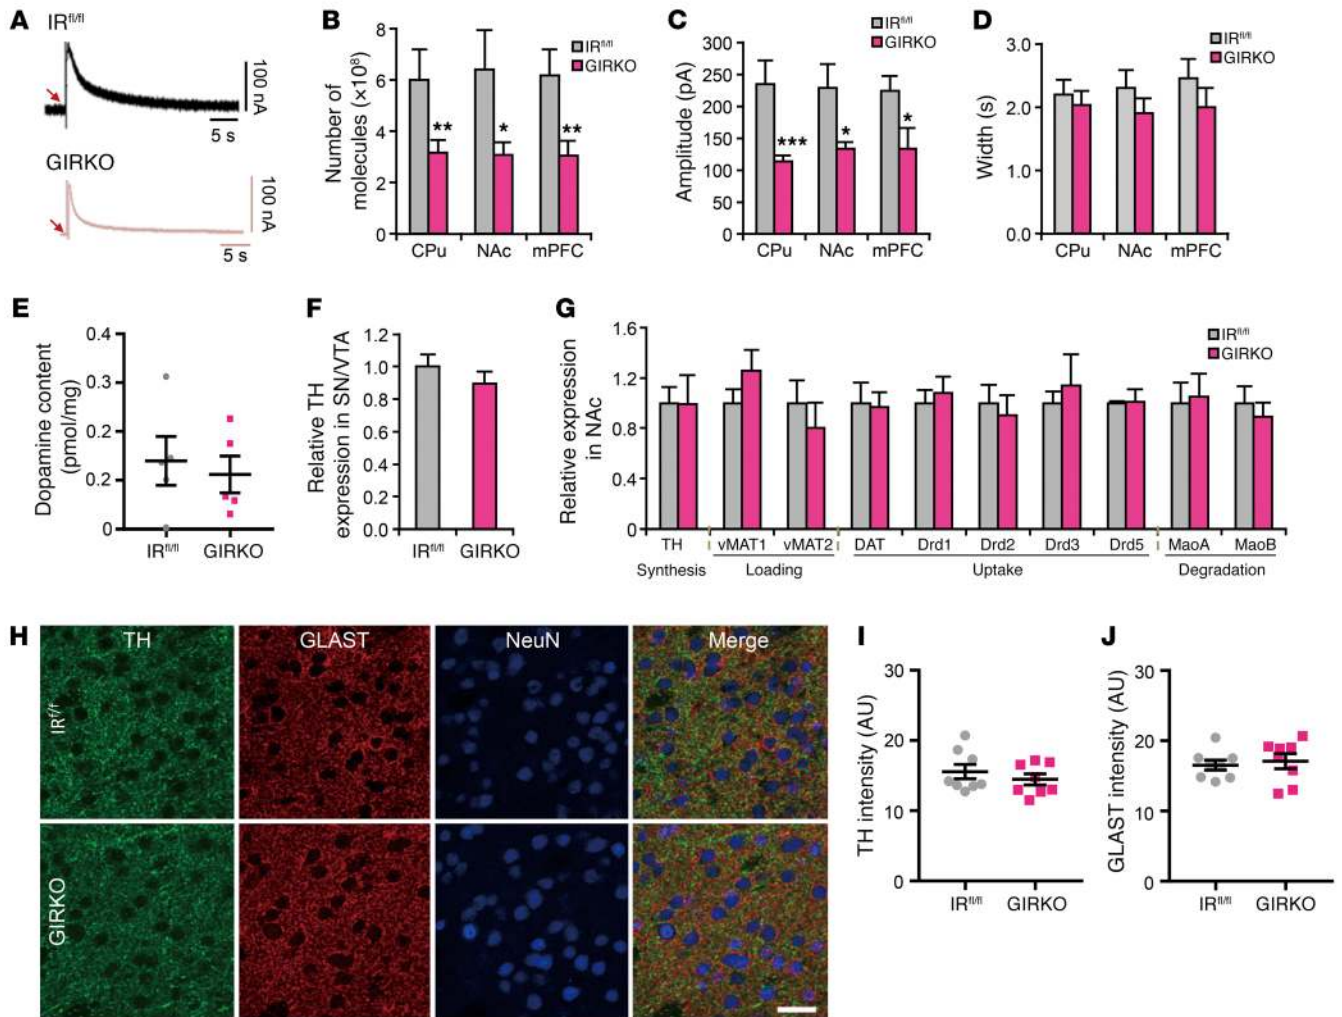 A
IRfl/fl
100 nA
5 s
GIRKO
100 nA
5 s
B
Number of
molecules (×10⁸)
8
6
4
2
0
IRfl/fl
GIRKO
**
*
**
CPu NAc mPFC
C
Amplitude (pA)
300
250
200
150
100
50
0
IRfl/fl
GIRKO
***
*
*
CPu NAc mPFC
D
Width (s)
3.0
2.0
1.0
0.0
IRfl/fl
GIRKO
CPu NAc mPFC
E
Dopamine content
(pmol/mg)
0.4
0.3
0.2
0.2
0
IRfl/fl GIRKO
F
Relative TH
expression in SN/VTA
1.2
1.0
0.8
0.6
0.4
0.2
0.0
IRfl/fl GIRKO
G
Relative expression
in NAc
1.6
1.2
0.8
0.4
0
IRfl/fl
GIRKO
TH vMAT1 vMAT2 DAT Drd1 Drd2 Drd3 Drd5 MaoA MaoB
Synthesis Loading Uptake Degradation
H
TH GLAST NeuN Merge
IRf/f
GIRKO
I
TH intensity (AU)
30
20
10
0
IRfl/fl GIRKO
J
GLAST intensity (AU)
30
20
10
0
IRfl/fl GIRKO